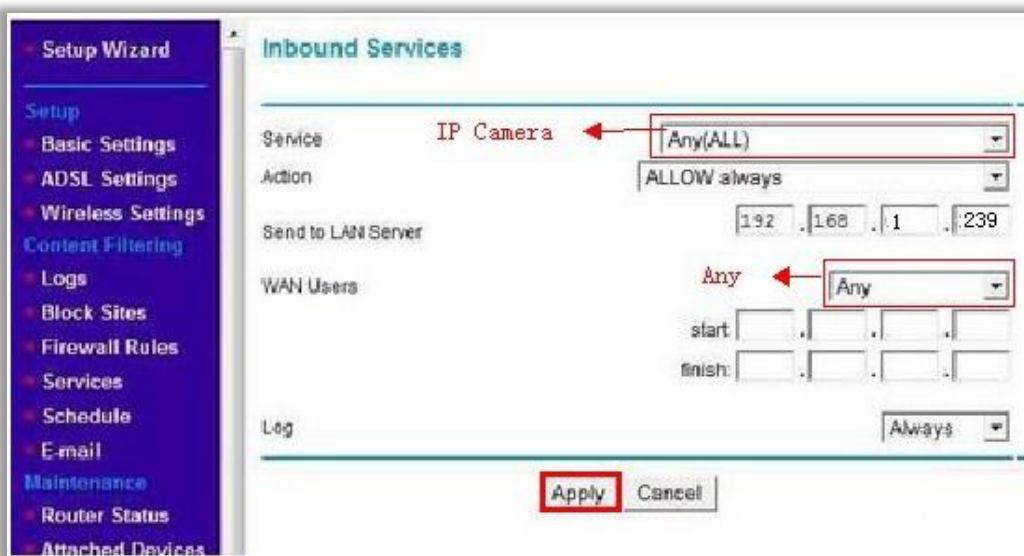 Setup Wizard
Setup
Basic Settings
ADSL Settings
Wireless Settings
Content Filtering
Logs
Block Sites
Firewall Rules
Services
Schedule
E-mail
Maintenance
Router Status
Attached Devices
Inbound Services
Service IP Camera Any(ALL)
Action ALLOW always
Send to LAN Server 192 . 168 . 1 . 239
WAN Users Any Any
start . . .
finish: . . .
Log Always
Apply Cancel